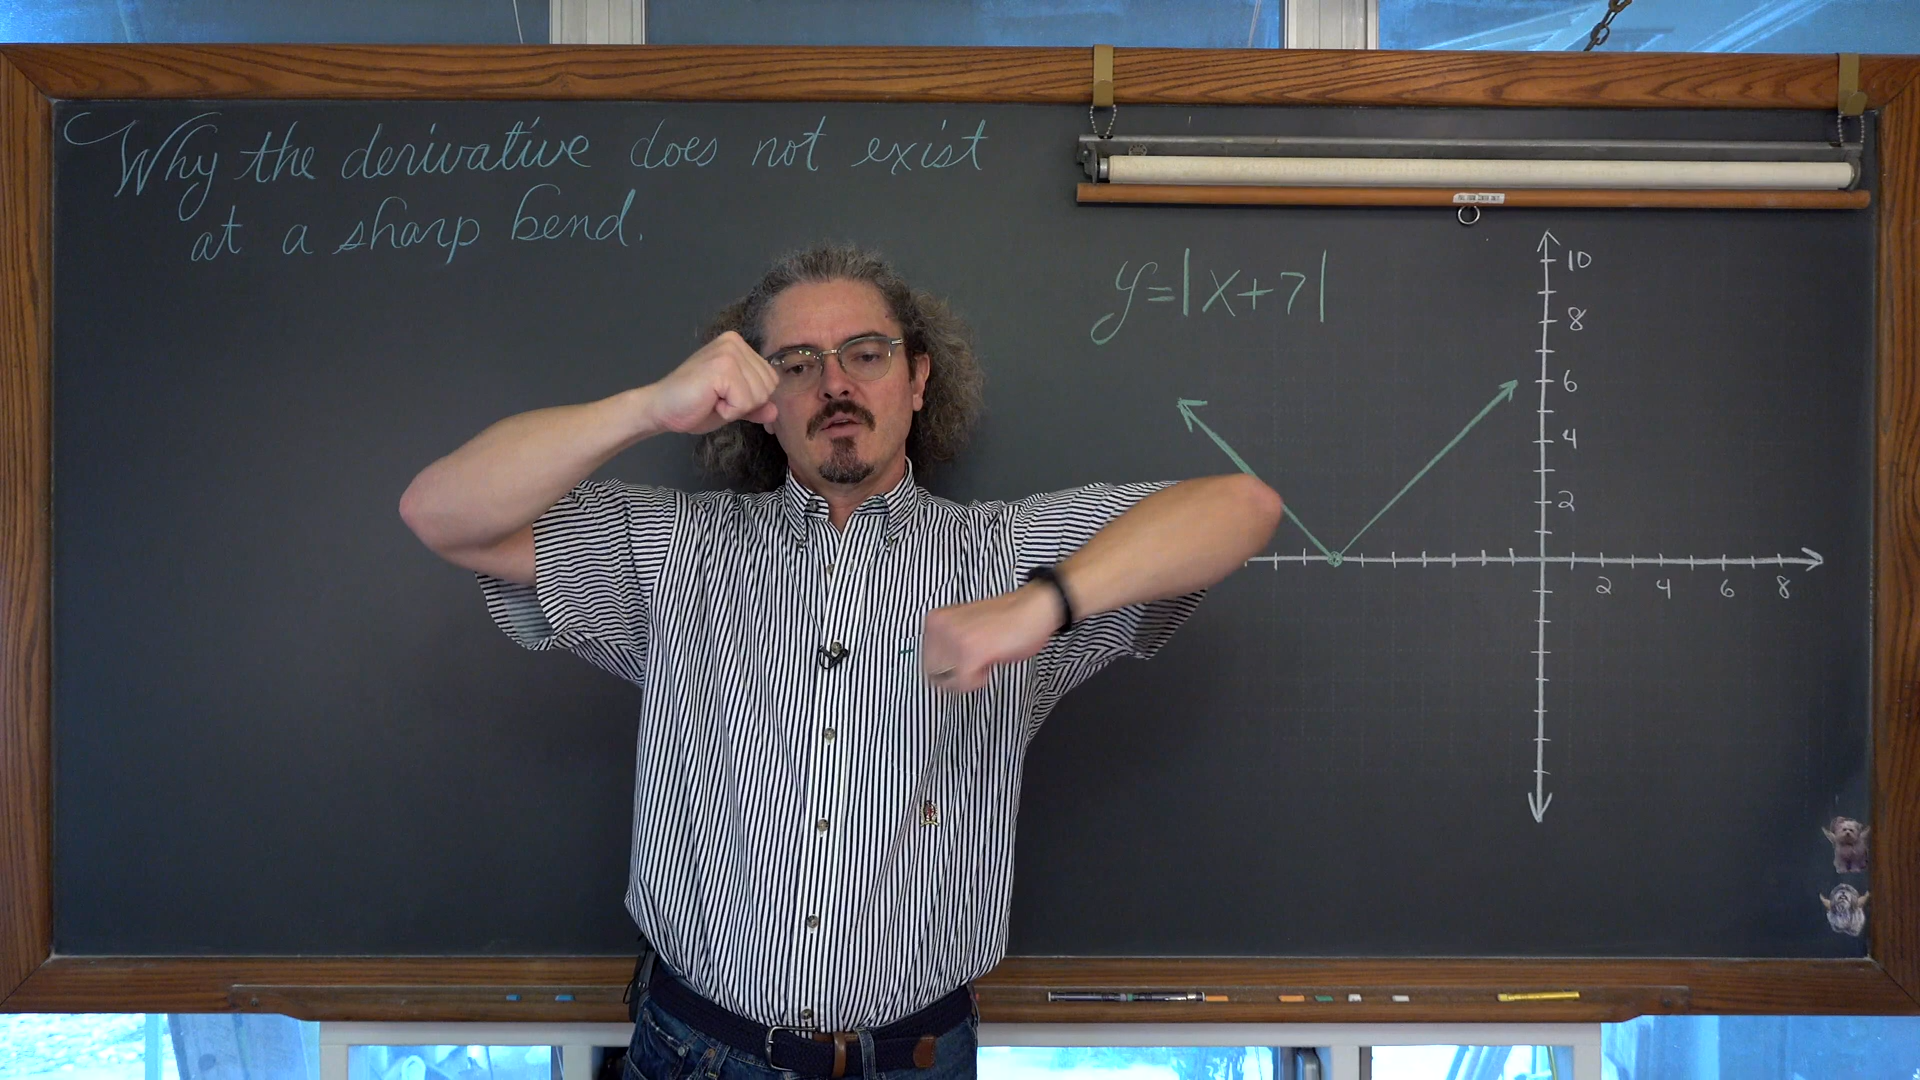 Why the derivative does not exist
at a sharp bend.
y=|x+7|
10
8
6
4
2
2 4 6 8